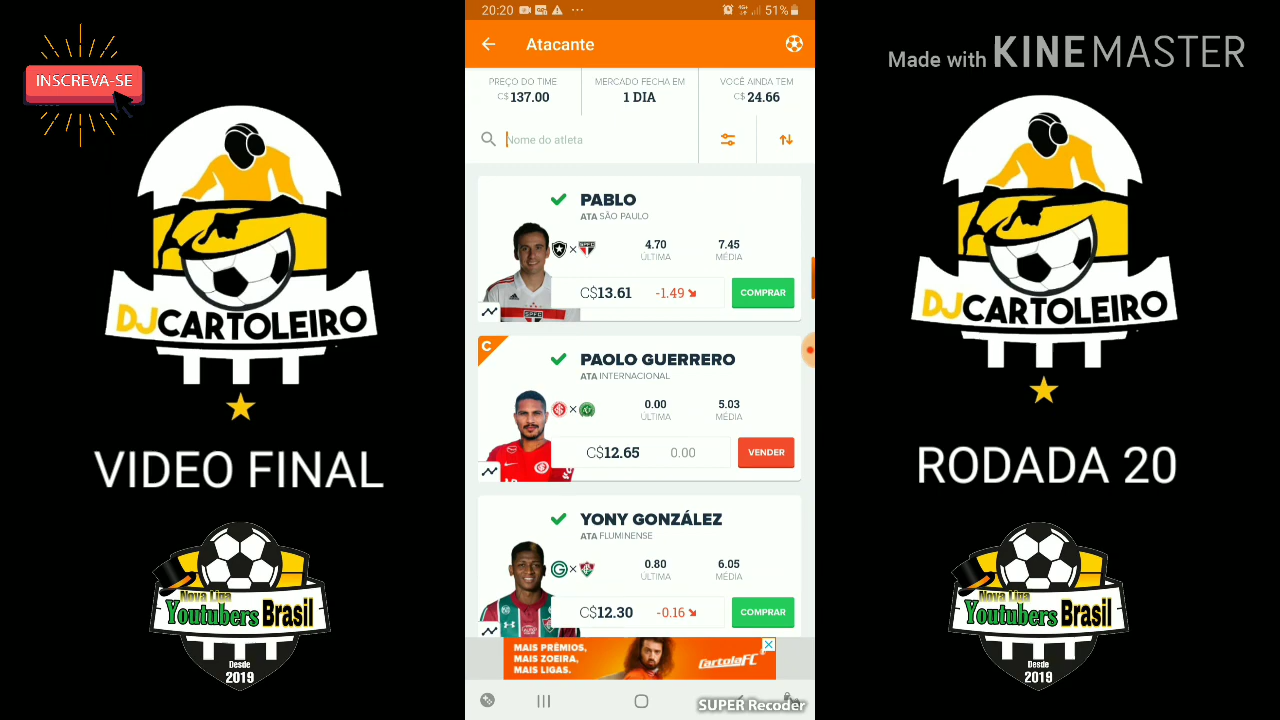 INSCREVA-SE
DJCARTOLEIRO
VIDEO FINAL
Nova Liga
Youtubers Brasil
Desde
2019
20:20
4G+
51%
Atacante
PREÇO DO TIME
C$ 137.00
MERCADO FECHA EM
1 DIA
VOCÊ AINDA TEM
C$ 24.66
Nome do atleta
PABLO
ATA SÃO PAULO
4.70
ÚLTIMA
7.45
MÉDIA
C$13.61
-1.49
COMPRAR
C
PAOLO GUERRERO
ATA INTERNACIONAL
0.00
ÚLTIMA
5.03
MÉDIA
C$12.65
0.00
VENDER
YONY GONZÁLEZ
ATA FLUMINENSE
0.80
ÚLTIMA
6.05
MÉDIA
C$12.30
-0.16
COMPRAR
MAIS PRÊMIOS,
MAIS ZOEIRA,
MAIS LIGAS.
CartolaFC
SUPER Recoder
Made with KINEMASTER
DJCARTOLEIRO
RODADA 20
Nova Liga
Youtubers Brasil
Desde
2019